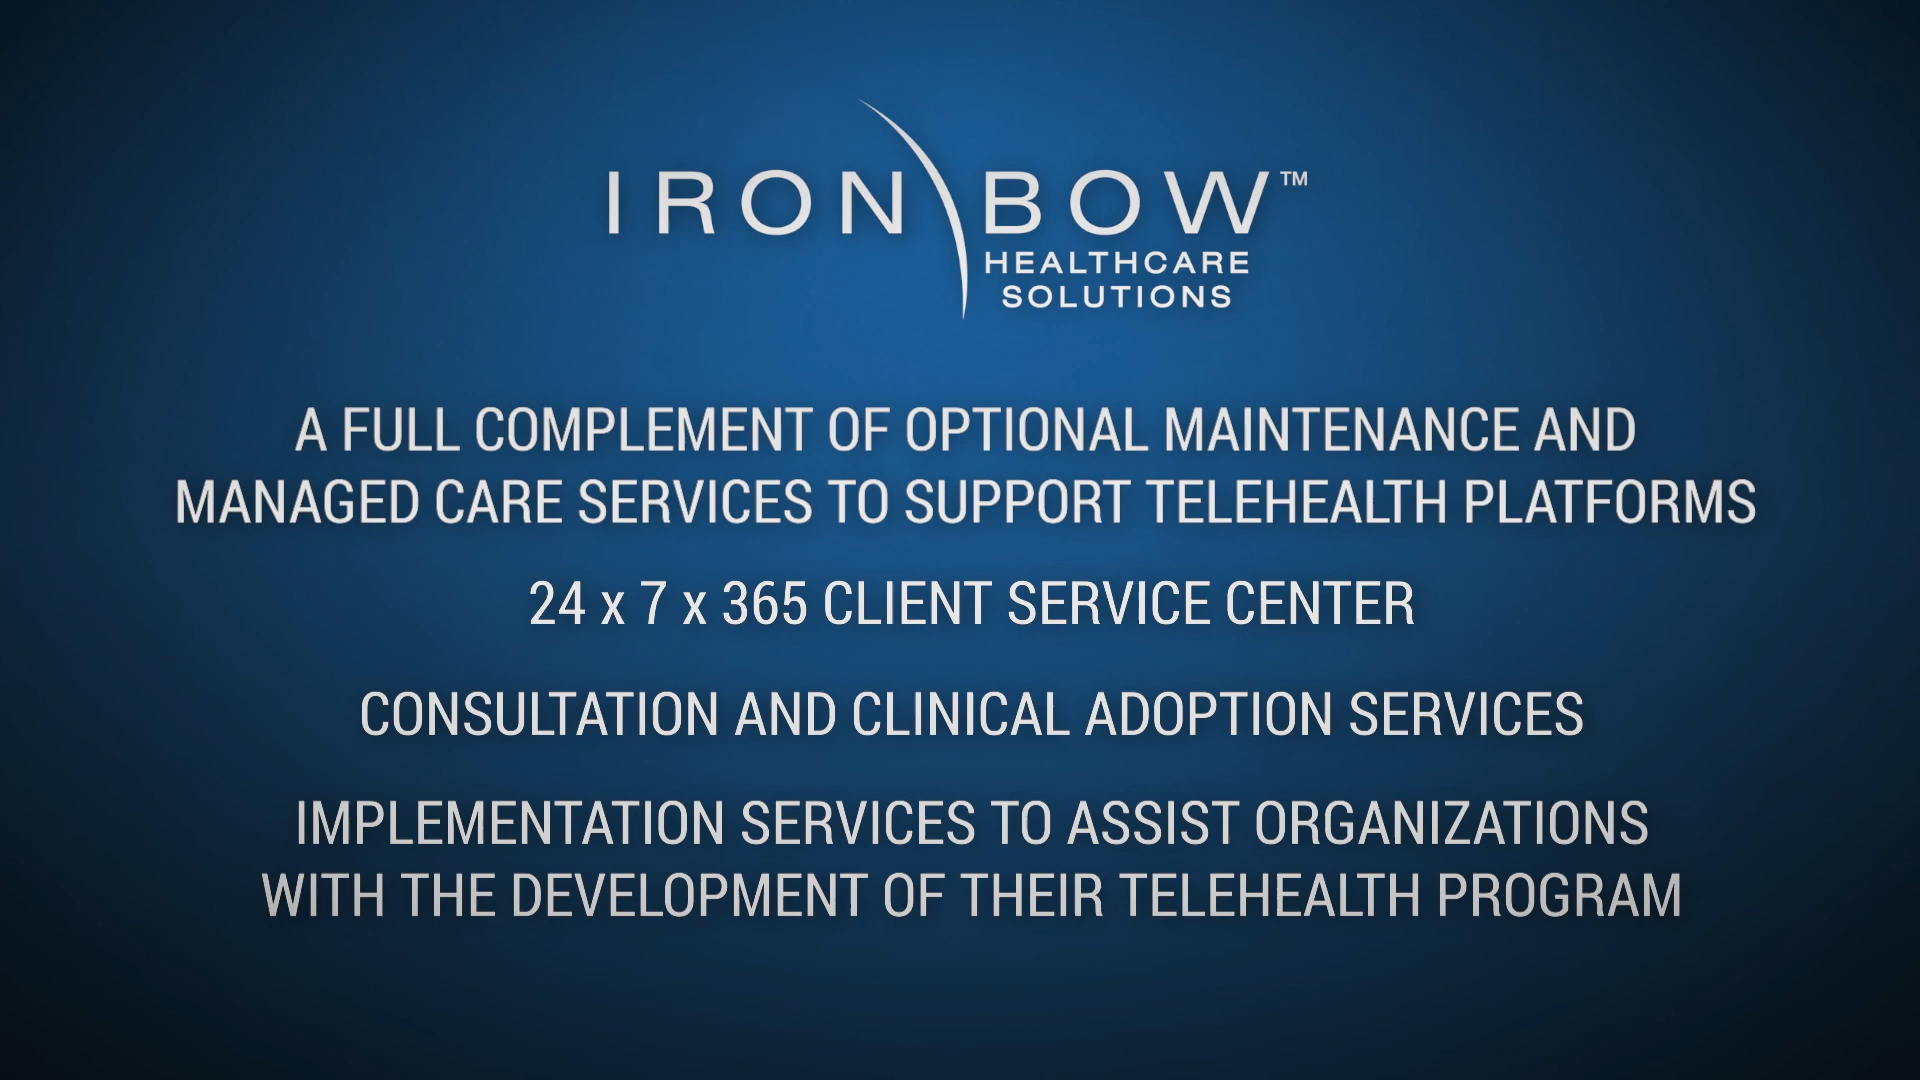 IRON BOW™
HEALTHCARE
SOLUTIONS
A FULL COMPLEMENT OF OPTIONAL MAINTENANCE AND
MANAGED CARE SERVICES TO SUPPORT TELEHEALTH PLATFORMS
24 x 7 x 365 CLIENT SERVICE CENTER
CONSULTATION AND CLINICAL ADOPTION SERVICES
IMPLEMENTATION SERVICES TO ASSIST ORGANIZATIONS
WITH THE DEVELOPMENT OF THEIR TELEHEALTH PROGRAM